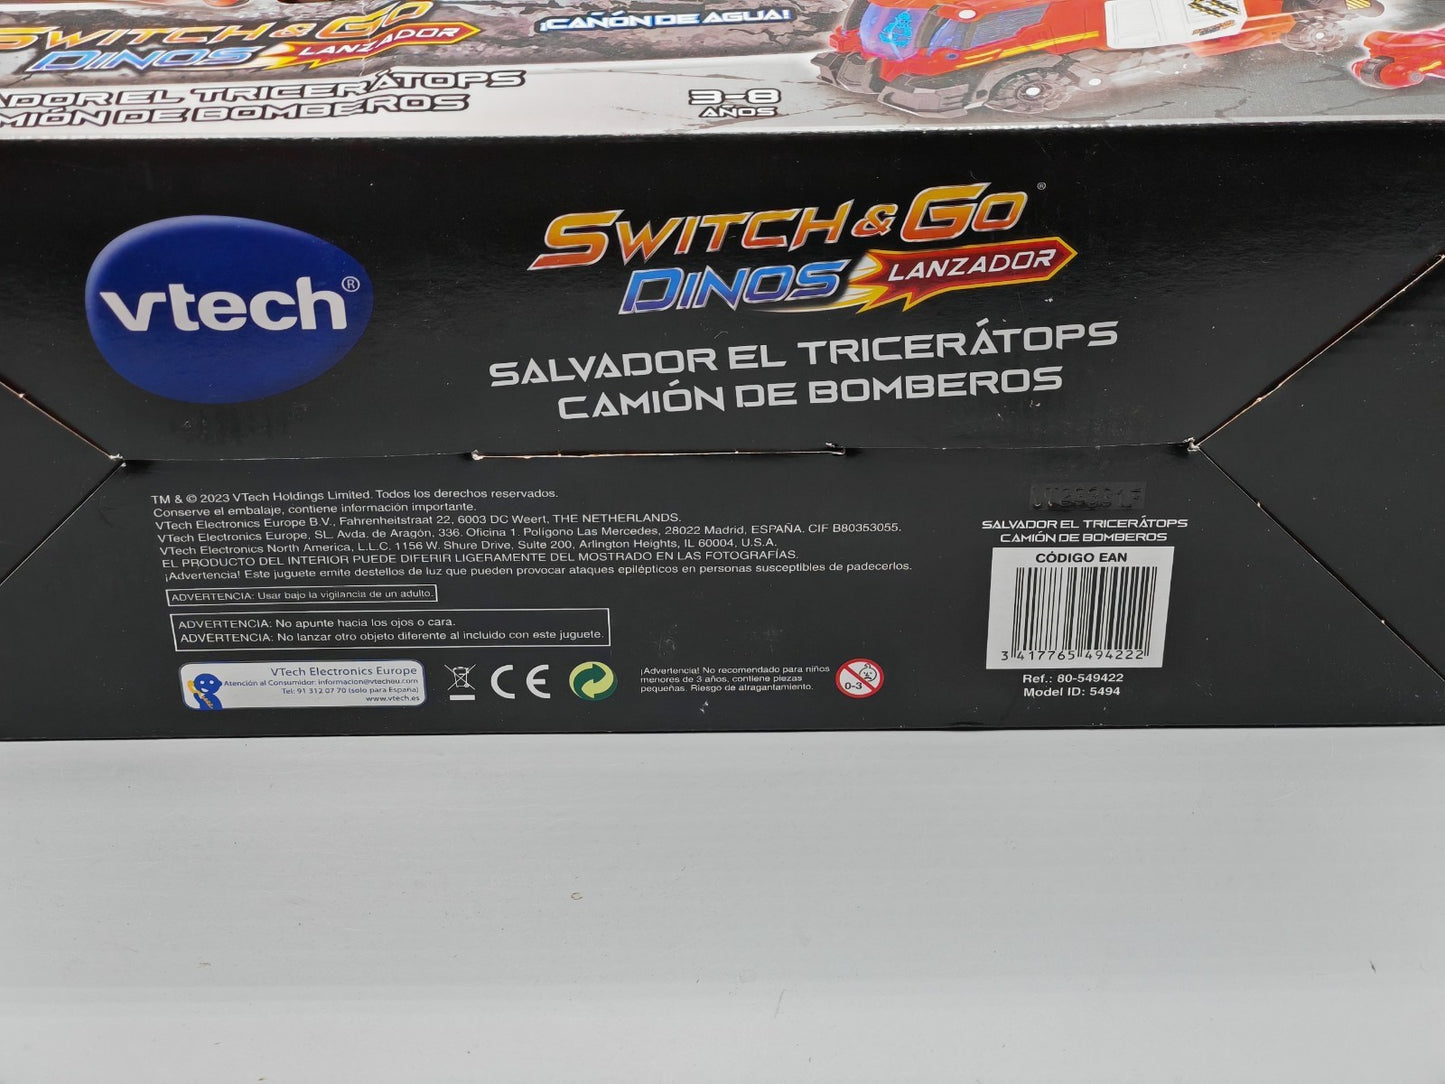 SWITCH & GO
DINOS LANZADOR
¡CAÑÓN DE AGUA!
ADOR EL TRICERÁTOPS
MIÓN DE BOMBEROS
3-8
AÑOS
vtech®
SWITCH & GO®
DINOS LANZADOR
SALVADOR EL TRICERÁTOPS
CAMIÓN DE BOMBEROS
TM & © 2023 VTech Holdings Limited. Todos los derechos reservados.
Conserve el embalaje, contiene información importante.
VTech Electronics Europe B.V., Fahrenheitstraat 22, 6003 DC Weert, THE NETHERLANDS.
VTech Electronics Europe, SL. Avda. de Aragón, 336. Oficina 1. Polígono Las Mercedes, 28022 Madrid, ESPAÑA. CIF B80353055.
VTech Electronics North America, L.L.C. 1156 W. Shure Drive, Suite 200, Arlington Heights, IL 60004, U.S.A.
EL PRODUCTO DEL INTERIOR PUEDE DIFERIR LIGERAMENTE DEL MOSTRADO EN LAS FOTOGRAFÍAS.
¡Advertencia! Este juguete emite destellos de luz que pueden provocar ataques epilépticos en personas susceptibles de padecerlos.
ADVERTENCIA: Usar bajo la vigilancia de un adulto.
ADVERTENCIA: No apunte hacia los ojos o cara.
ADVERTENCIA: No lanzar otro objeto diferente al incluido con este juguete.
VTech Electronics Europe
Atención al Consumidor: informacion@vtecheu.com
Tel: 91 312 07 70 (solo para España)
www.vtech.es
CE
¡Advertencia! No recomendado para niños
menores de 3 años, contiene piezas
pequeñas. Riesgo de atragantamiento.
0-3
SALVADOR EL TRICERÁTOPS
CAMIÓN DE BOMBEROS
CÓDIGO EAN
3 417765 494222
Ref.: 80-549422
Model ID: 5494